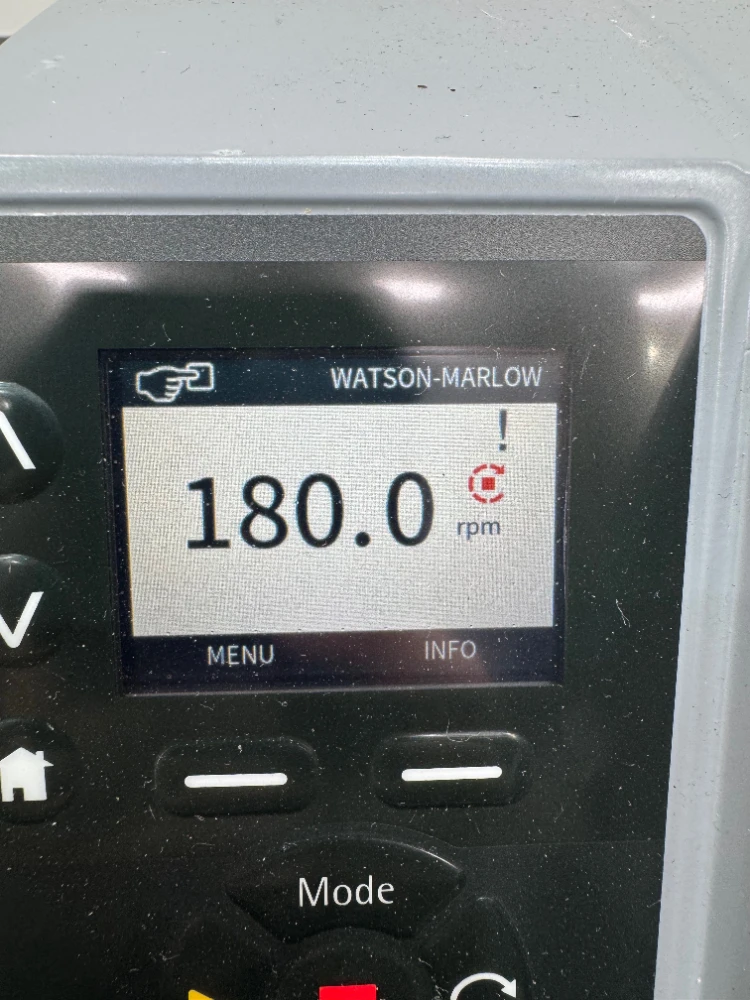 WATSON-MARLOW
!
180.0
rpm
MENU
INFO
Mode